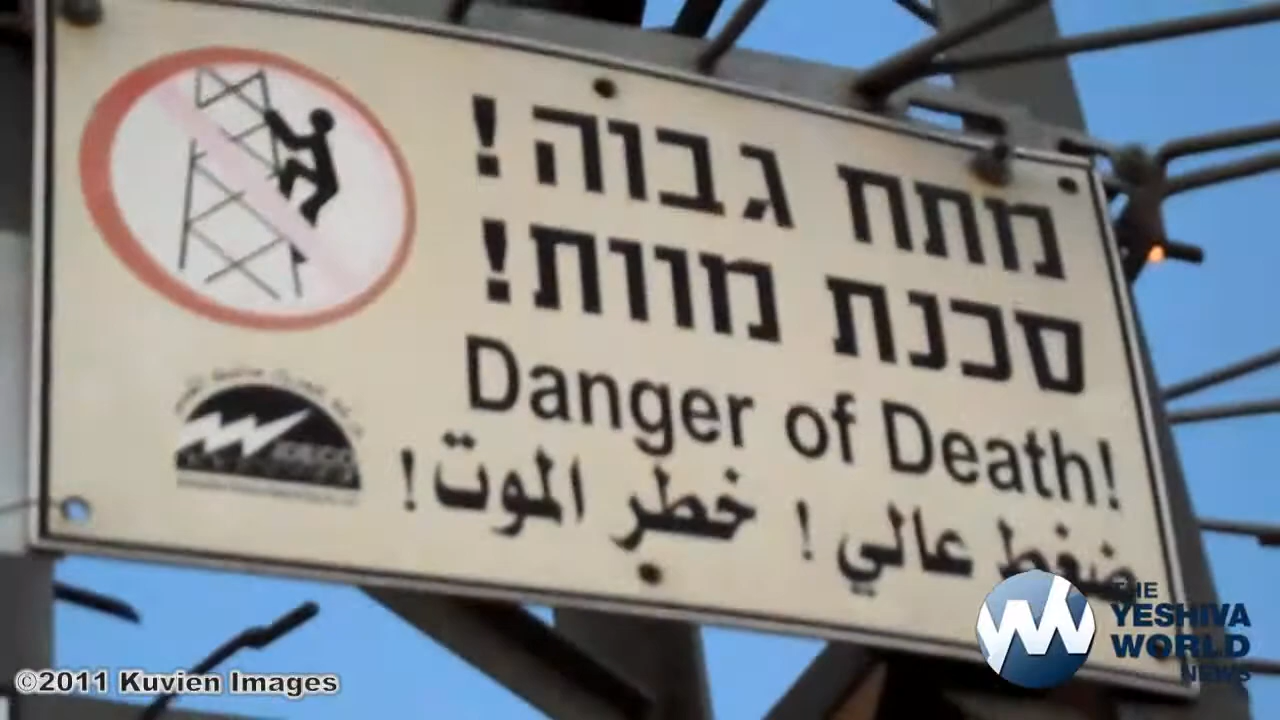 מתח גבוה!
סכנת מוות!
Danger of Death!
ضغط عالي! خطر الموت!
THE
YESHIVA
WORLD
NEWS
©2011 Kuvien Images